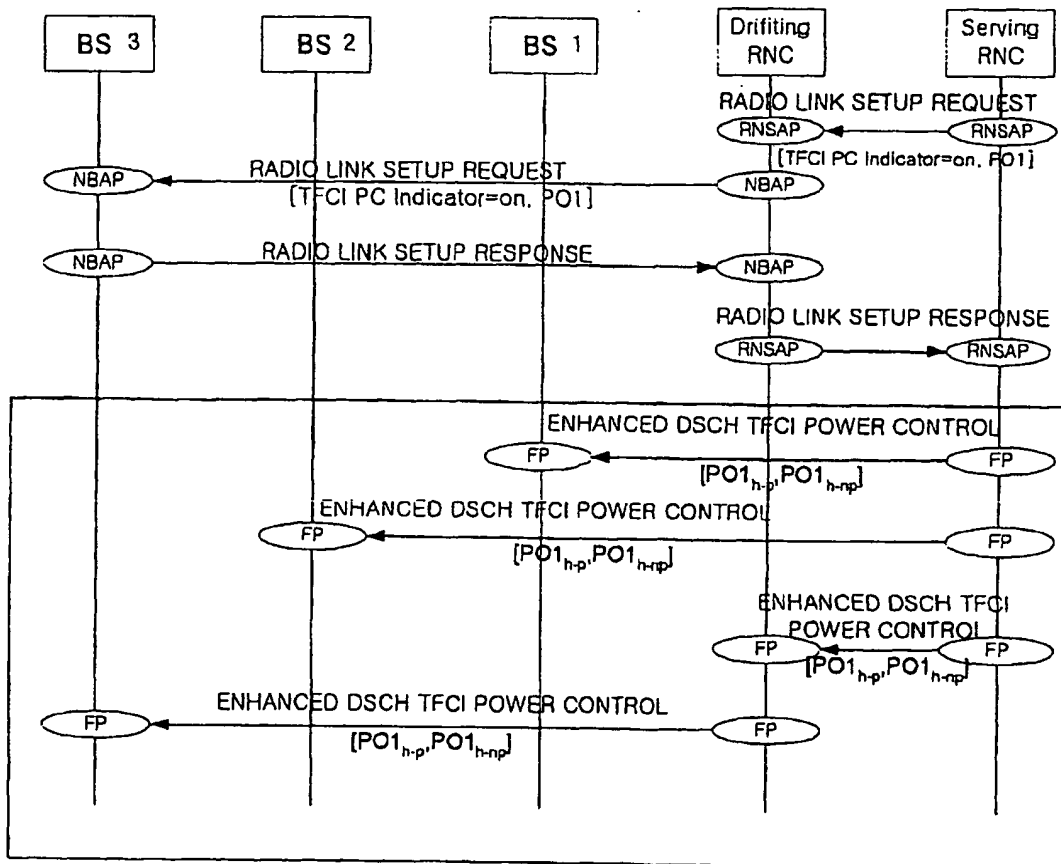 BS 3
BS 2
BS 1
Drifiting
RNC
Serving
RNC
RADIO LINK SETUP REQUEST
RNSAP
RNSAP
[TFCI PC Indicator=on, PO1]
RADIO LINK SETUP REQUEST
NBAP
NBAP
[TFCI PC Indicator=on, PO1]
RADIO LINK SETUP RESPONSE
NBAP
NBAP
RADIO LINK SETUP RESPONSE
RNSAP
RNSAP
ENHANCED DSCH TFCI POWER CONTROL
FP
FP
[PO1h-p,PO1h-np]
ENHANCED DSCH TFCI POWER CONTROL
FP
FP
[PO1h-p,PO1h-np]
ENHANCED DSCH TFCI
POWER CONTROL
FP
FP
[PO1h-p,PO1h-np]
ENHANCED DSCH TFCI POWER CONTROL
FP
FP
[PO1h-p,PO1h-np]